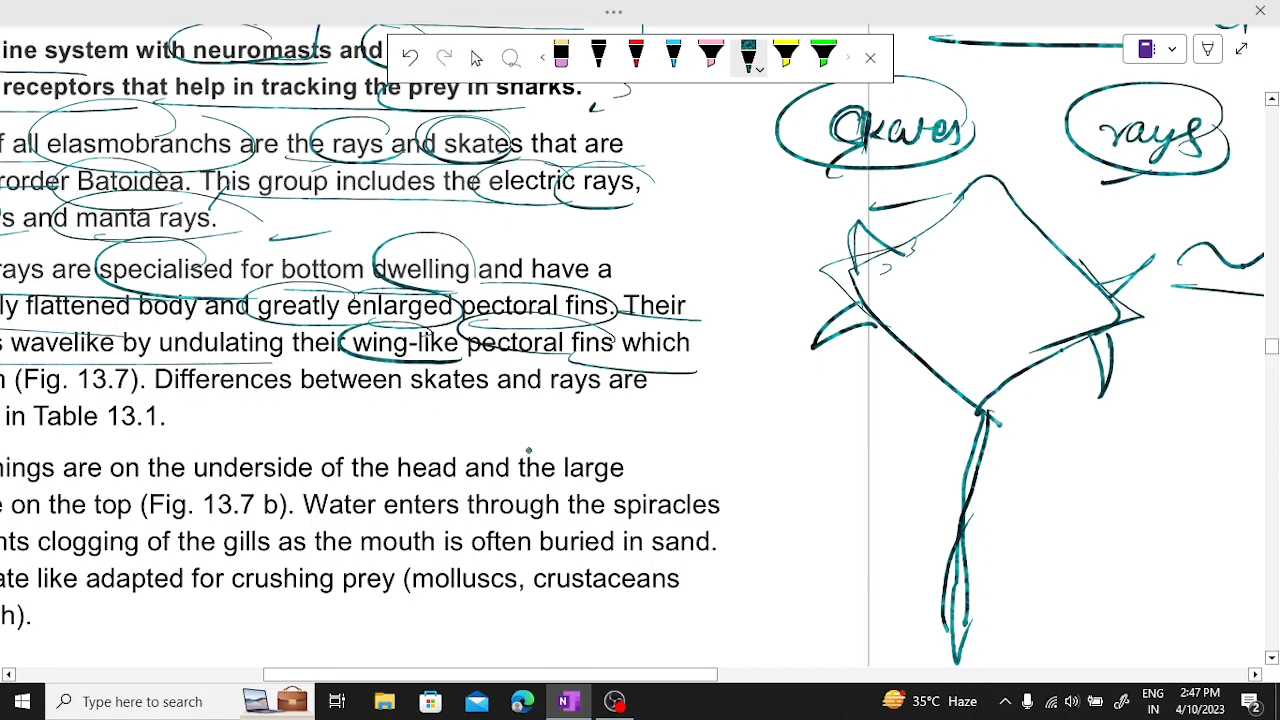 ine system with neuromasts and
receptors that help in tracking the prey in sharks.
Skates
rays
f all elasmobranchs are the rays and skates that are
rorder Batoidea. This group includes the electric rays,
's and manta rays.
rays are specialised for bottom dwelling and have a
ly flattened body and greatly enlarged pectoral fins. Their
s wavelike by undulating their wing-like pectoral fins which
n (Fig. 13.7). Differences between skates and rays are
in Table 13.1.
nings are on the underside of the head and the large
e on the top (Fig. 13.7 b). Water enters through the spiracles
nts clogging of the gills as the mouth is often buried in sand.
ate like adapted for crushing prey (molluscs, crustaceans
h).
Type here to search
35°C Haze
ENG
IN
2:47 PM
4/10/2023
2